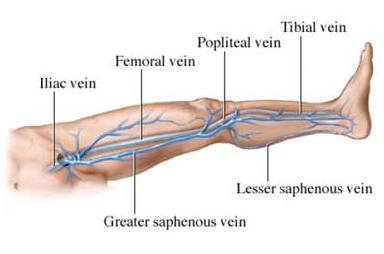 Tibial vein
Popliteal vein
Femoral vein
Iliac vein
Lesser saphenous vein
Greater saphenous vein